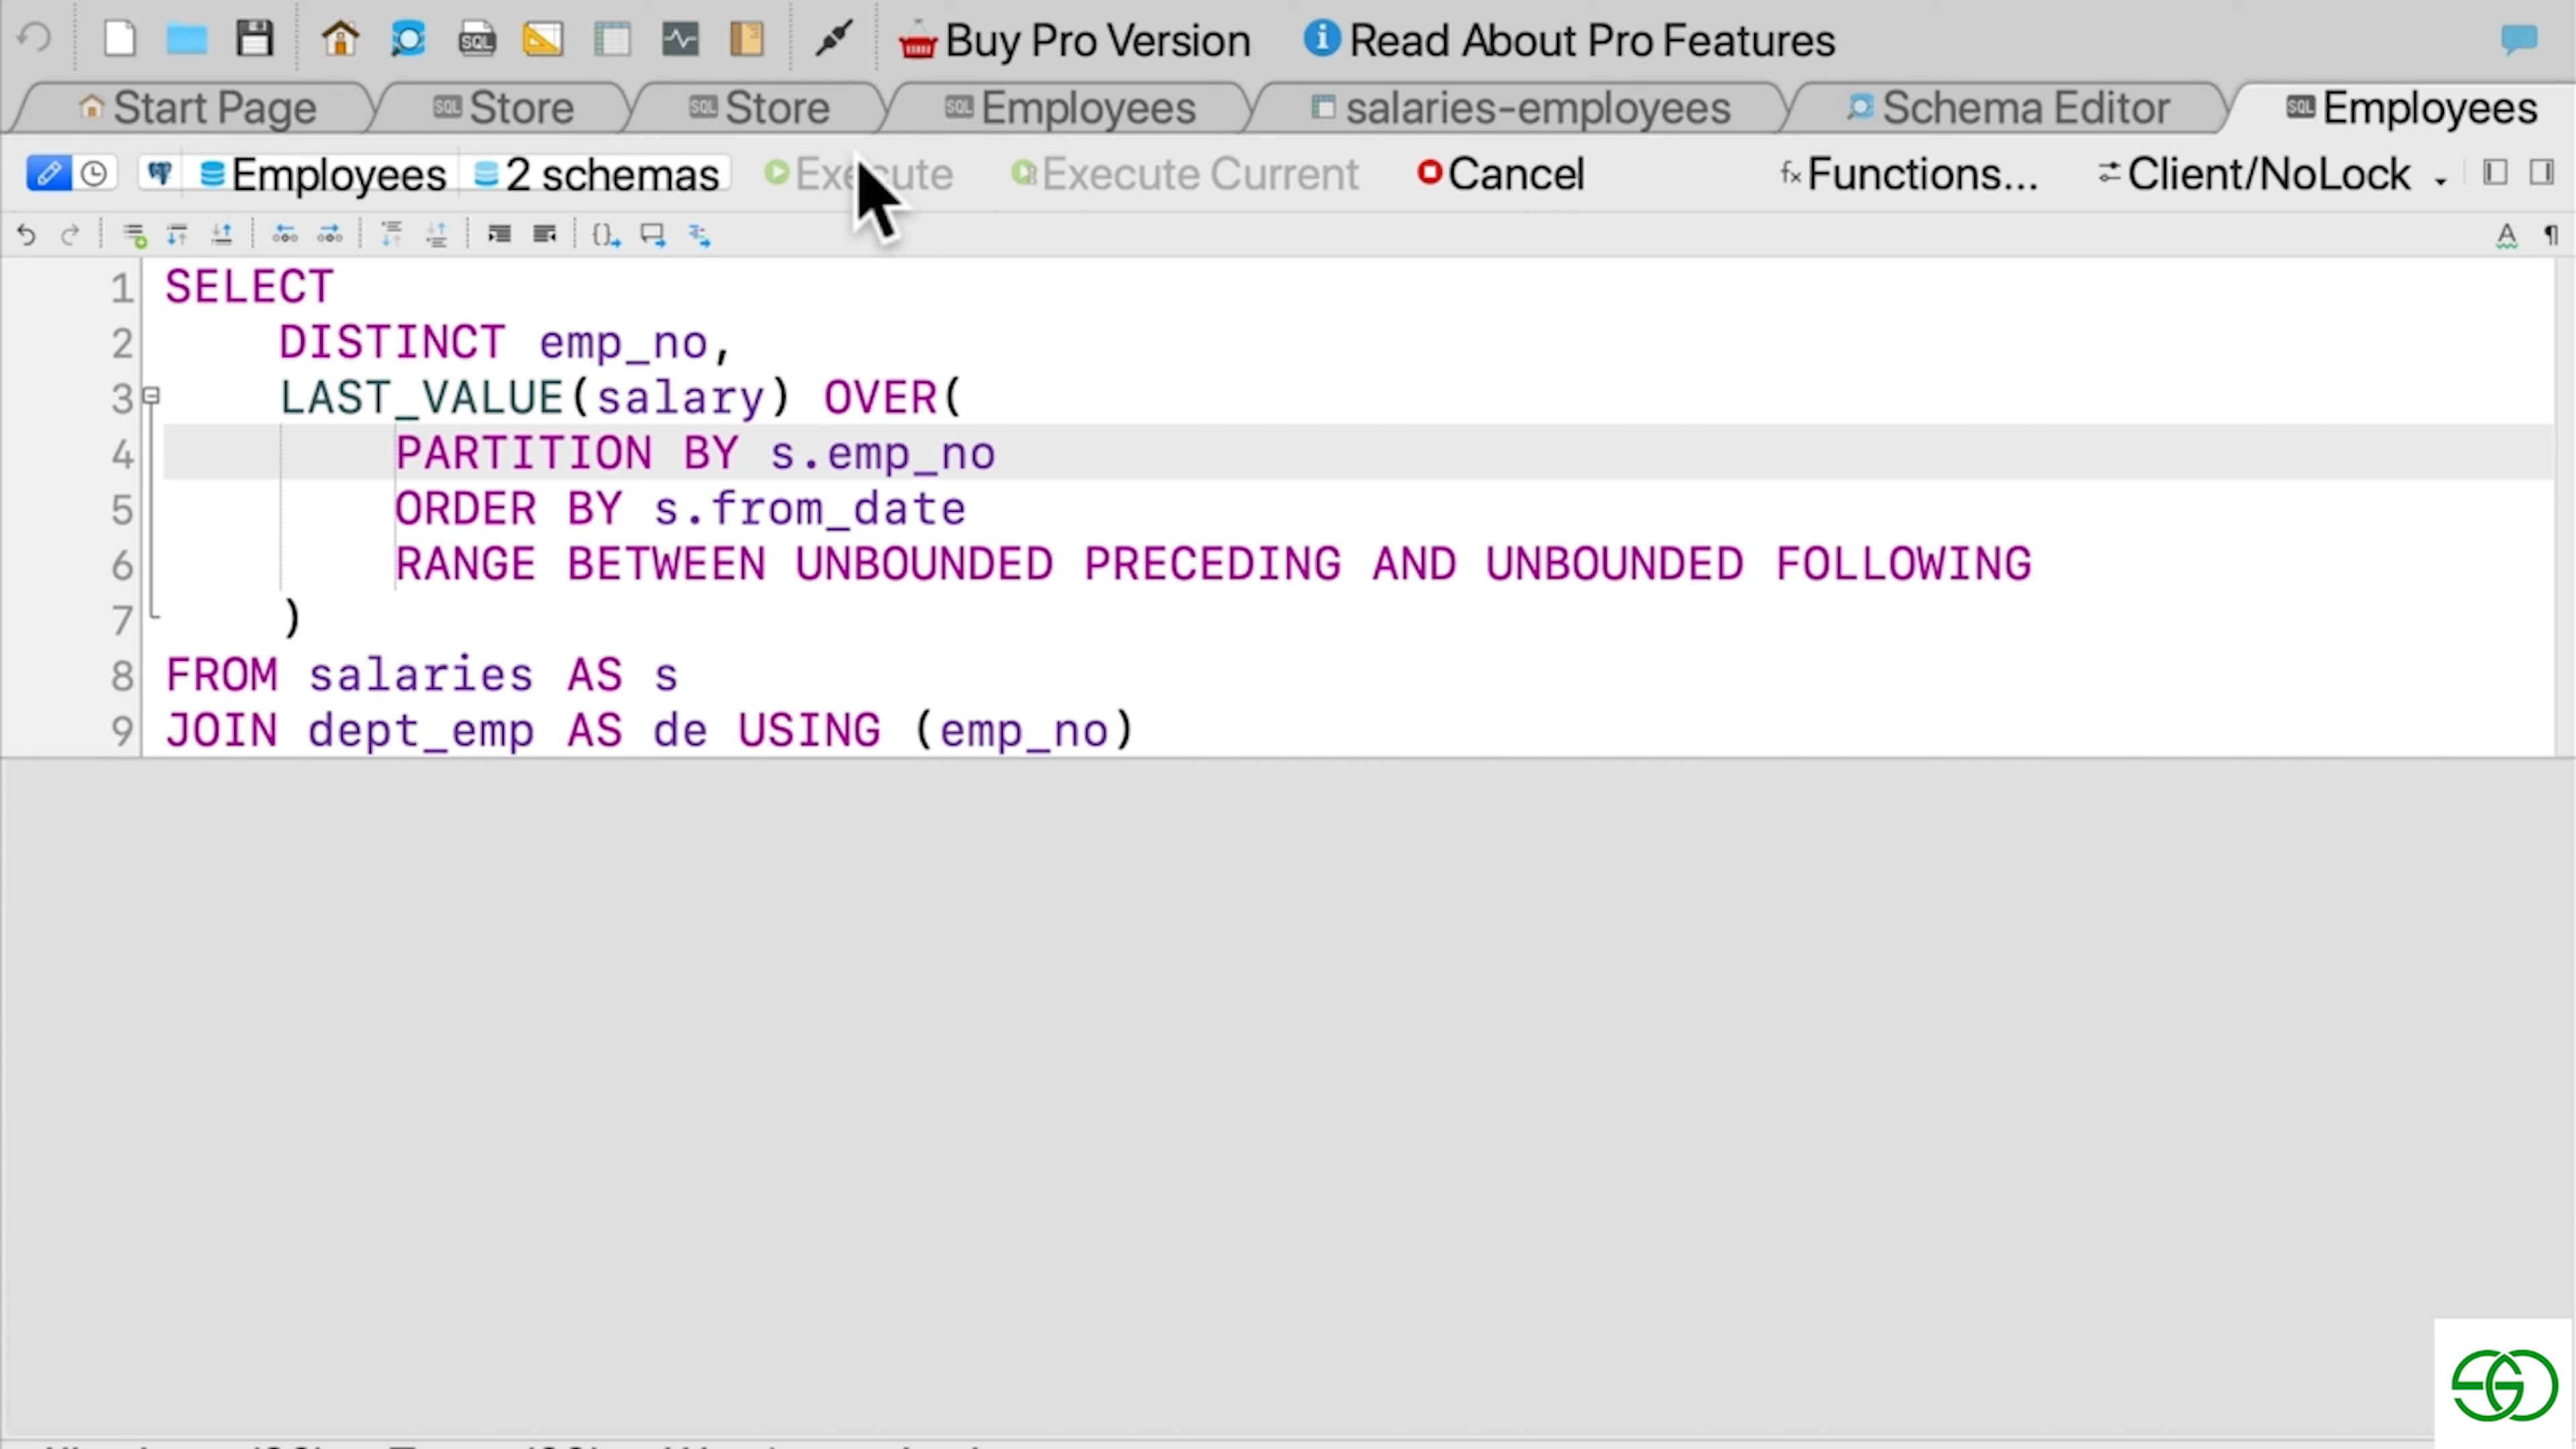 Buy Pro Version Read About Pro Features
Start Page Store Store Employees salaries-employees Schema Editor Employees
Employees 2 schemas Execute Execute Current Cancel Functions... Client/NoLock
1 SELECT
2 DISTINCT emp_no,
3 LAST_VALUE(salary) OVER(
4 PARTITION BY s.emp_no
5 ORDER BY s.from_date
6 RANGE BETWEEN UNBOUNDED PRECEDING AND UNBOUNDED FOLLOWING
7 )
8 FROM salaries AS s
9 JOIN dept_emp AS de USING (emp_no)